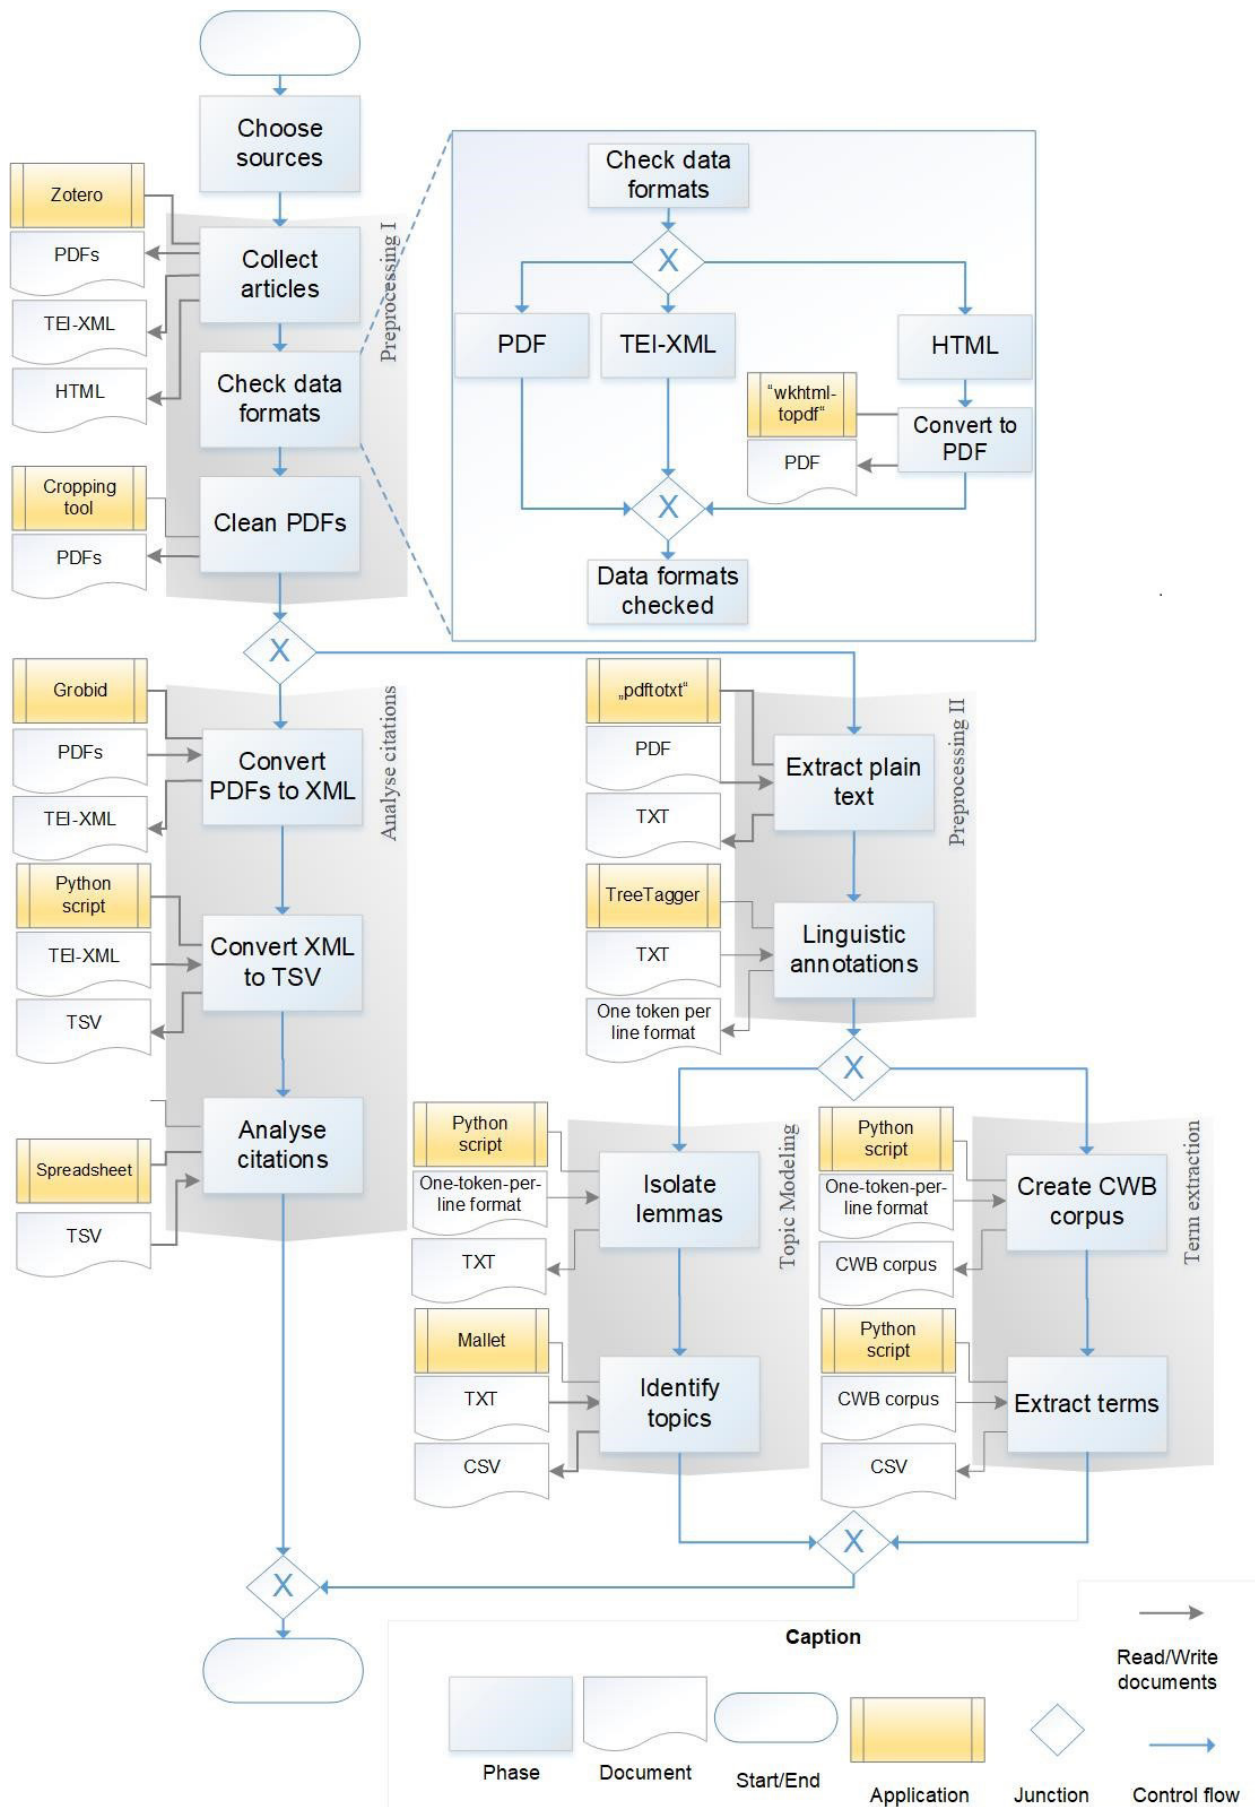 Choose
sources
Zotero
PDFs
TEI-XML
HTML
Collect
articles
Preprocessing I
Check data
formats
Cropping
tool
PDFs
Clean PDFs
Check data
formats
X
PDF
TEI-XML
HTML
"wkhtml-
topdf"
PDF
Convert to
PDF
X
Data formats
checked
.
X
Grobid
PDFs
TEI-XML
Convert
PDFs to XML
Analyse citations
Python
script
TEI-XML
TSV
Convert XML
to TSV
Spreadsheet
TSV
Analyse
citations
„pdftotxt“
PDF
TXT
Extract plain
text
Preprocessing II
TreeTagger
TXT
One token per
line format
Linguistic
annotations
X
Python
script
One-token-per-
line format
TXT
Isolate
lemmas
Topic Modeling
Mallet
TXT
CSV
Identify
topics
Python
script
One-token-per-
line format
CWB corpus
Create CWB
corpus
Term extraction
Python
script
CWB corpus
CSV
Extract terms
X
X
Caption
Phase
Document
Start/End
Application
Junction
Read/Write
documents
Control flow